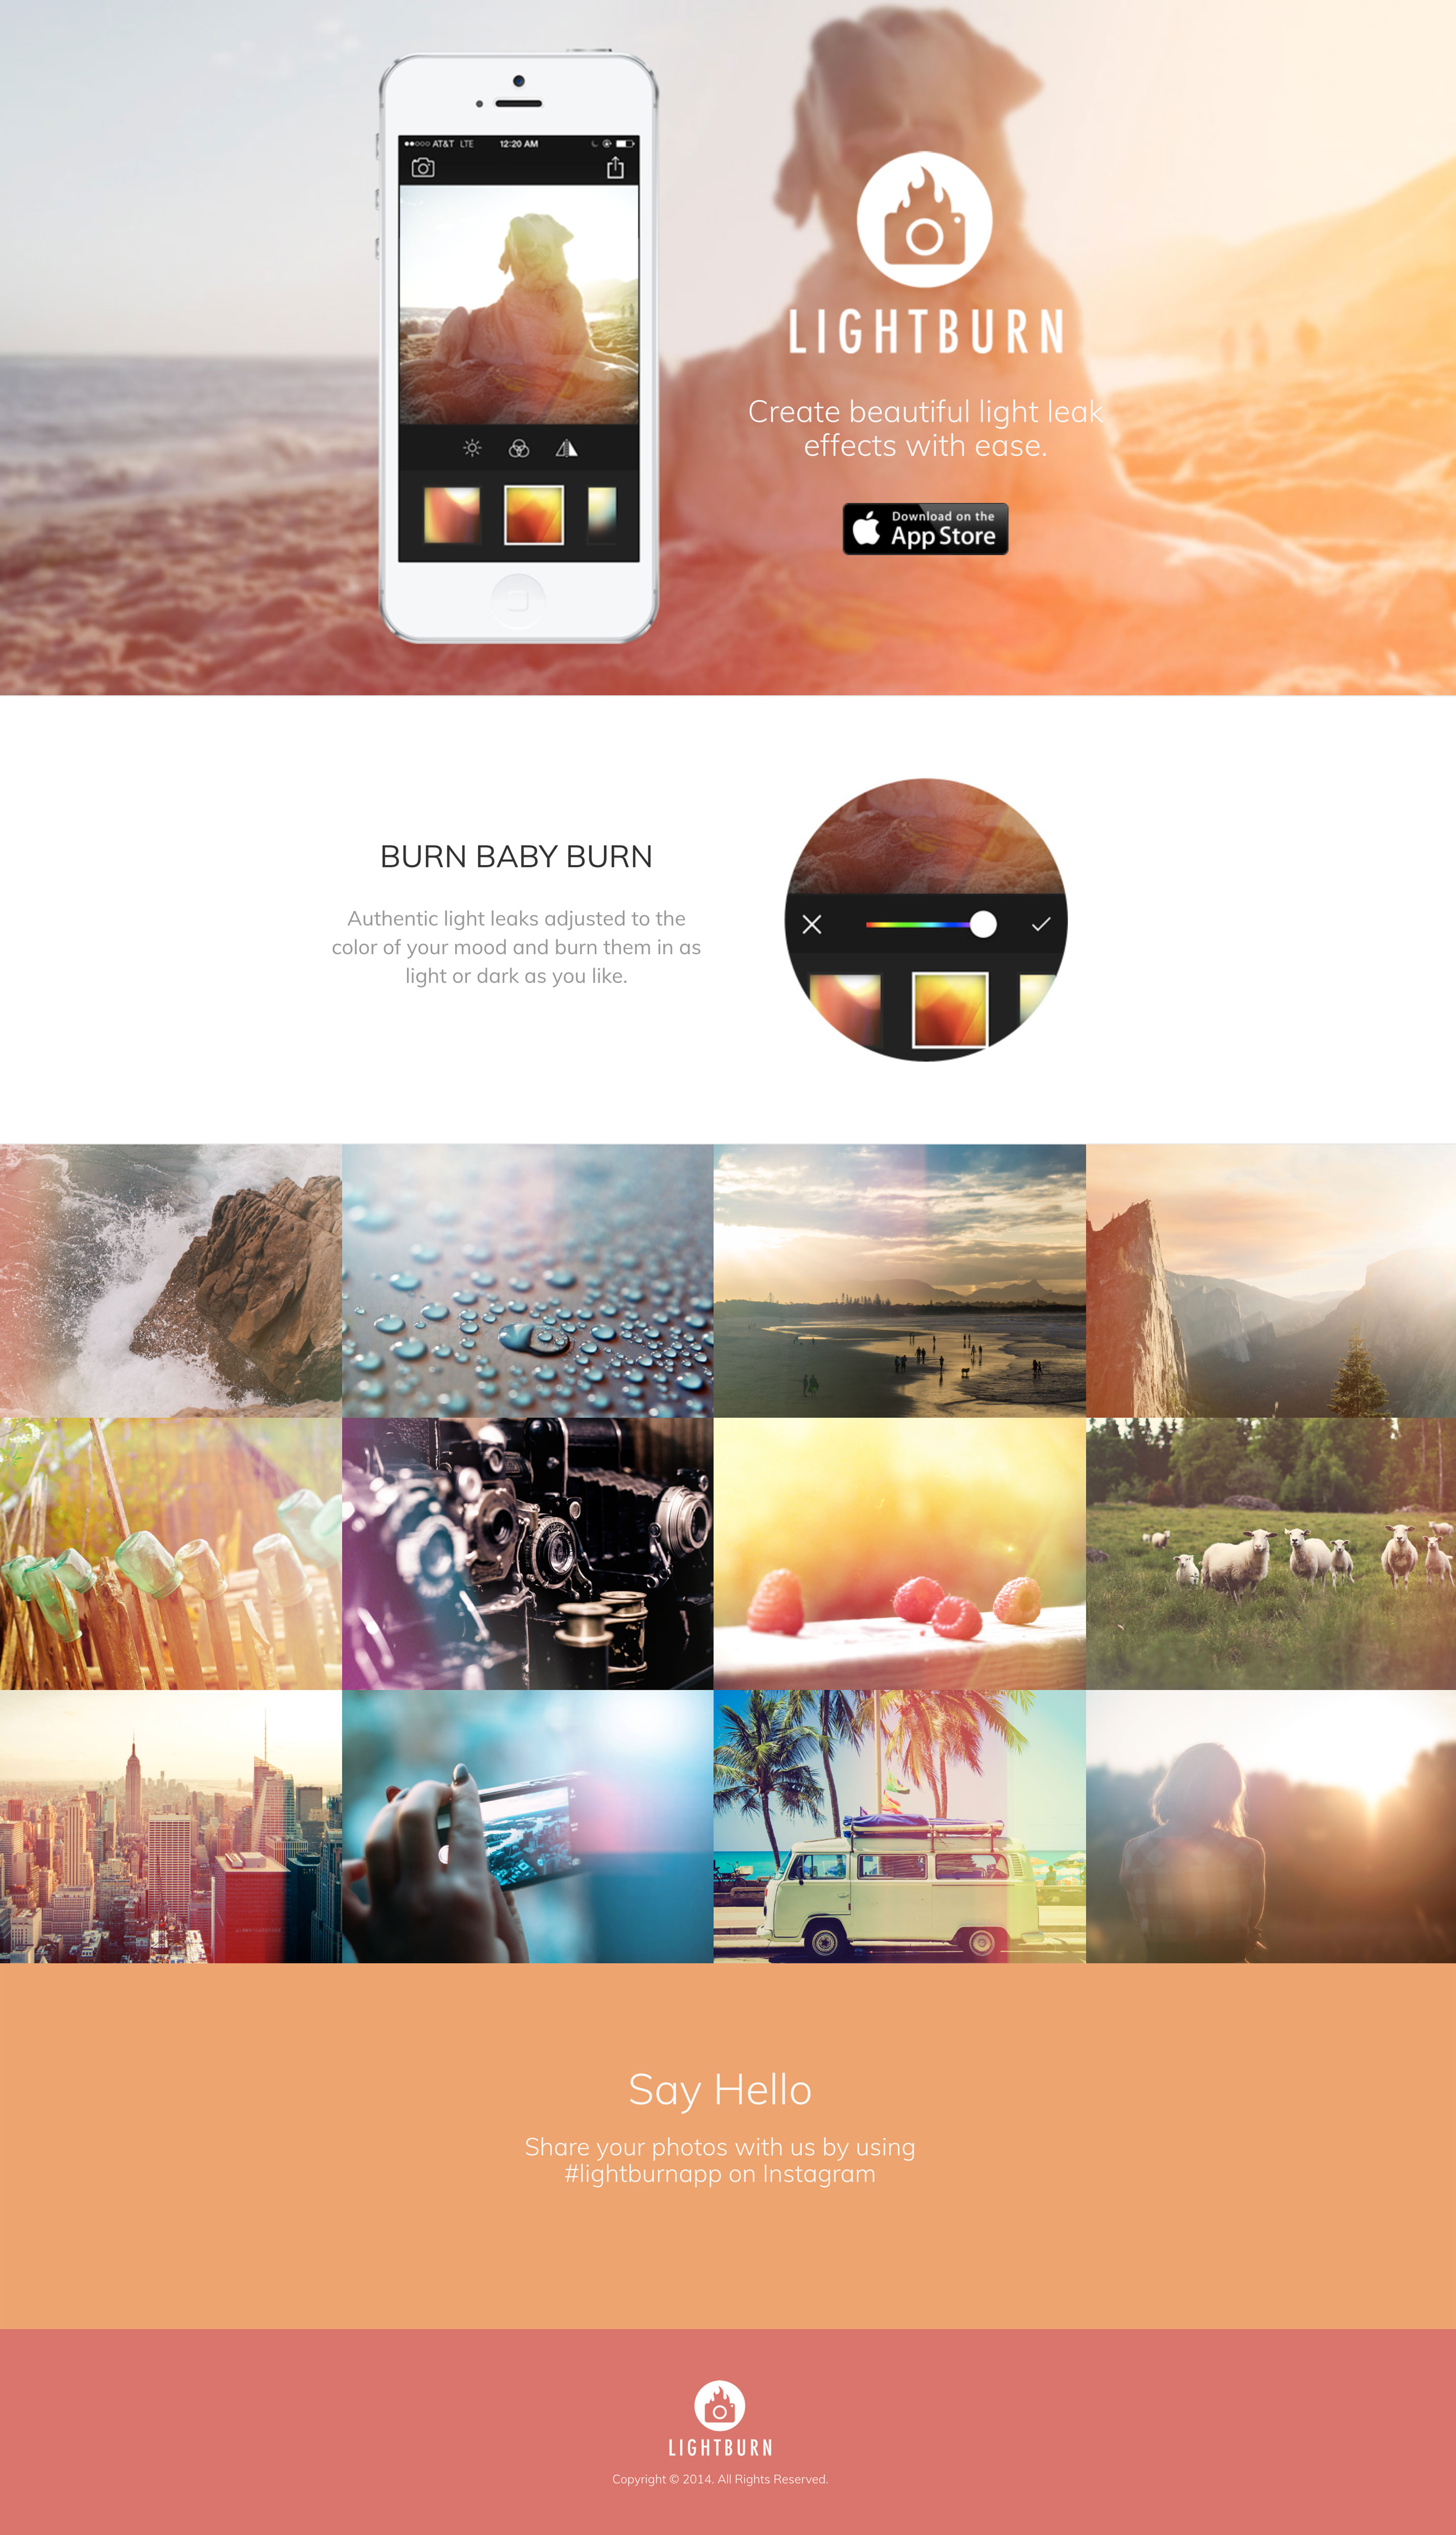 AT&T LTE 12:20 AM
LIGHTBURN
Create beautiful light leak
effects with ease.
Download on the
App Store
BURN BABY BURN
Authentic light leaks adjusted to the
color of your mood and burn them in as
light or dark as you like.
Say Hello
Share your photos with us by using
#lightburnapp on Instagram
LIGHTBURN
Copyright © 2014. All Rights Reserved.